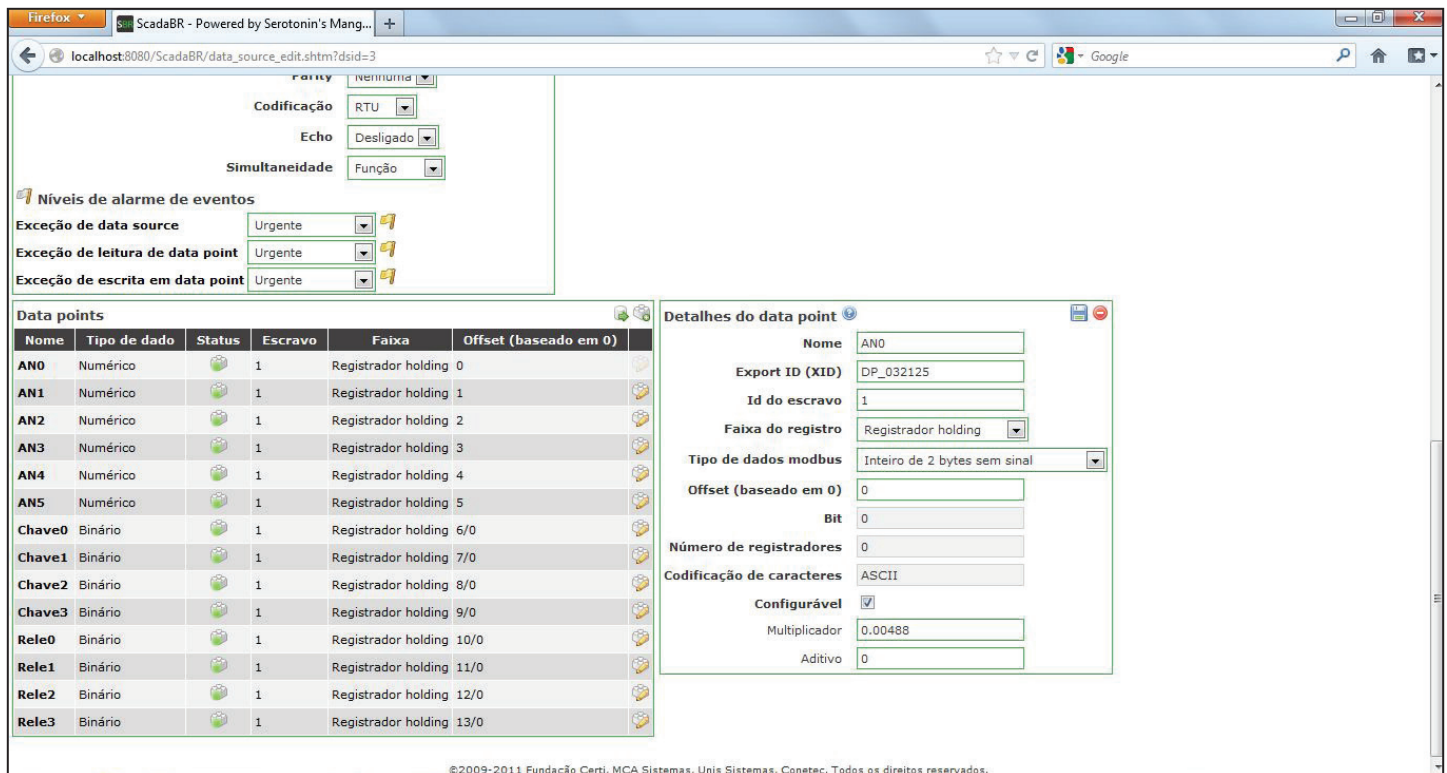 Firefox
SBR ScadaBR - Powered by Serotonin's Mang...
localhost:8080/ScadaBR/data_source_edit.shtm?dsid=3
Google
Parity Nenhuma
Codificação RTU
Echo Desligado
Simultaneidade Função
Níveis de alarme de eventos
Exceção de data source Urgente
Exceção de leitura de data point Urgente
Exceção de escrita em data point Urgente
Data points
Nome Tipo de dado Status Escravo Faixa Offset (baseado em 0)
AN0 Numérico 1 Registrador holding 0
AN1 Numérico 1 Registrador holding 1
AN2 Numérico 1 Registrador holding 2
AN3 Numérico 1 Registrador holding 3
AN4 Numérico 1 Registrador holding 4
AN5 Numérico 1 Registrador holding 5
Chave0 Binário 1 Registrador holding 6/0
Chave1 Binário 1 Registrador holding 7/0
Chave2 Binário 1 Registrador holding 8/0
Chave3 Binário 1 Registrador holding 9/0
Rele0 Binário 1 Registrador holding 10/0
Rele1 Binário 1 Registrador holding 11/0
Rele2 Binário 1 Registrador holding 12/0
Rele3 Binário 1 Registrador holding 13/0
Detalhes do data point
Nome AN0
Export ID (XID) DP_032125
Id do escravo 1
Faixa do registro Registrador holding
Tipo de dados modbus Inteiro de 2 bytes sem sinal
Offset (baseado em 0) 0
Bit 0
Número de registradores 0
Codificação de caracteres ASCII
Configurável
Multiplicador 0.00488
Aditivo 0
©2009-2011 Fundação Certi, MCA Sistemas, Unis Sistemas, Conetec. Todos os direitos reservados.